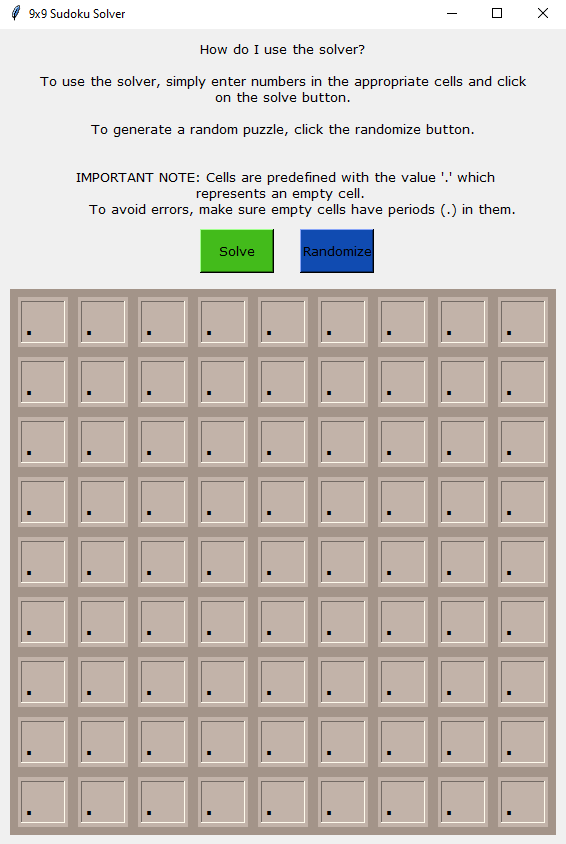 9x9 Sudoku Solver
How do I use the solver?
To use the solver, simply enter numbers in the appropriate cells and click
on the solve button.
To generate a random puzzle, click the randomize button.
IMPORTANT NOTE: Cells are predefined with the value '.' which
represents an empty cell.
To avoid errors, make sure empty cells have periods (.) in them.
Solve Randomize
. . . . . . . . .
. . . . . . . . .
. . . . . . . . .
. . . . . . . . .
. . . . . . . . .
. . . . . . . . .
. . . . . . . . .
. . . . . . . . .
. . . . . . . . .